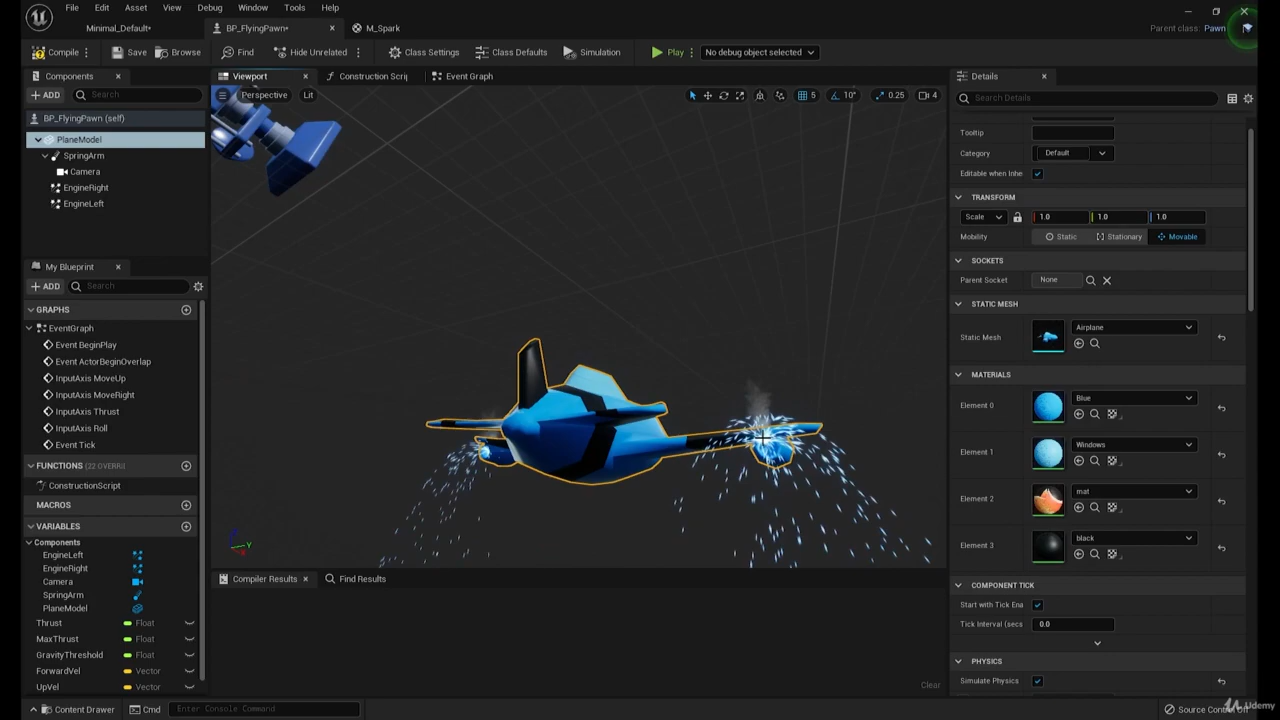 File Edit Asset View Debug Window Tools Help
Minimal_Default* BP_FlyingPawn* M_Spark
Parent class: Pawn
Compile Save Browse Find Hide Unrelated Class Settings Class Defaults Simulation Play No debug object selected
Components
ADD Search
BP_FlyingPawn (self)
PlaneModel
SpringArm
Camera
EngineRight
EngineLeft
My Blueprint
ADD Search
GRAPHS
EventGraph
Event BeginPlay
Event ActorBeginOverlap
InputAxis MoveUp
InputAxis MoveRight
InputAxis Thrust
InputAxis Roll
Event Tick
FUNCTIONS (22 OVERRI
ConstructionScript
MACROS
VARIABLES
Components
EngineLeft
EngineRight
Camera
SpringArm
PlaneModel
Thrust Float
MaxThrust Float
GravityThreshold Float
ForwardVel Vector
UpVel Vector
Viewport Construction Scrip Event Graph
Perspective Lit
5 10° 0.25 4
Compiler Results Find Results
Clear
Details
Search Details
Tooltip
Category Default
Editable when Inhe
TRANSFORM
Scale 1.0 1.0 1.0
Mobility Static Stationary Movable
SOCKETS
Parent Socket None
STATIC MESH
Static Mesh Airplane
MATERIALS
Element 0 Blue
Element 1 Windows
Element 2 mat
Element 3 black
COMPONENT TICK
Start with Tick Ena
Tick Interval (secs 0.0
PHYSICS
Simulate Physics
Content Drawer Cmd Enter Console Command
Source Control Off
Udemy